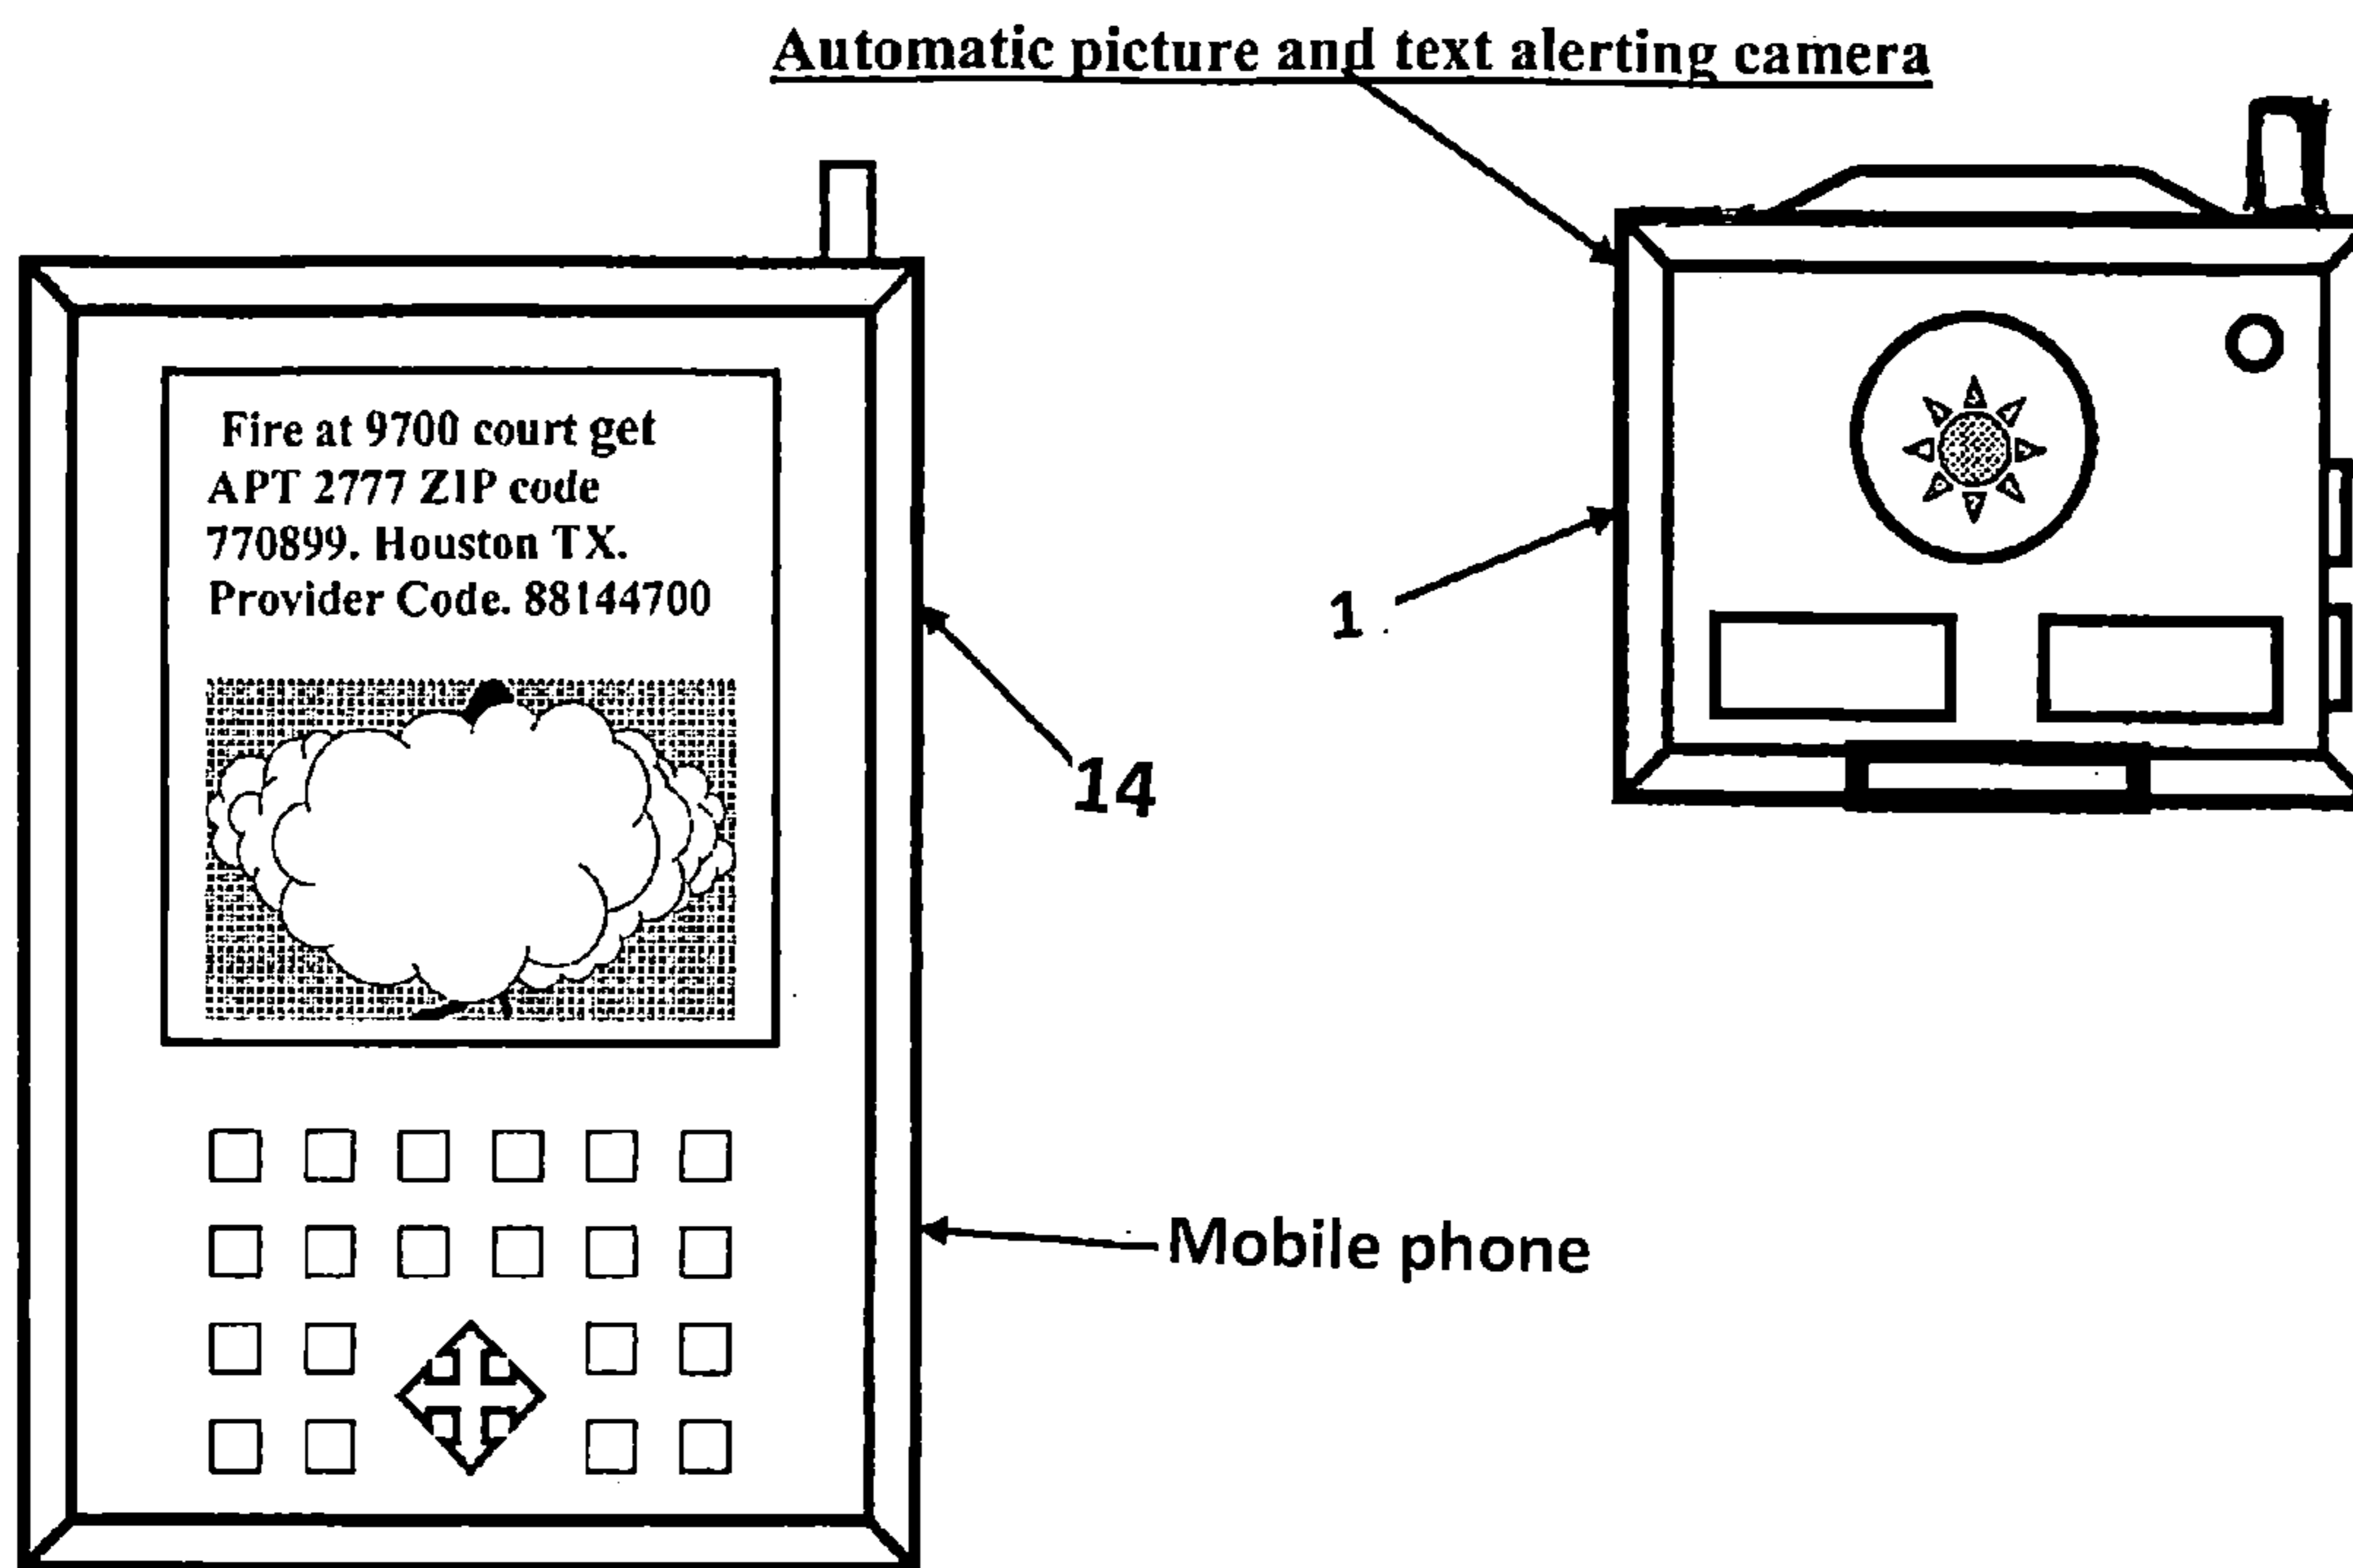 Automatic picture and text alerting camera
Fire at 9700 court get
APT 2777 ZIP code
770899. Houston TX.
Provider Code. 88144700
1
14
Mobile phone